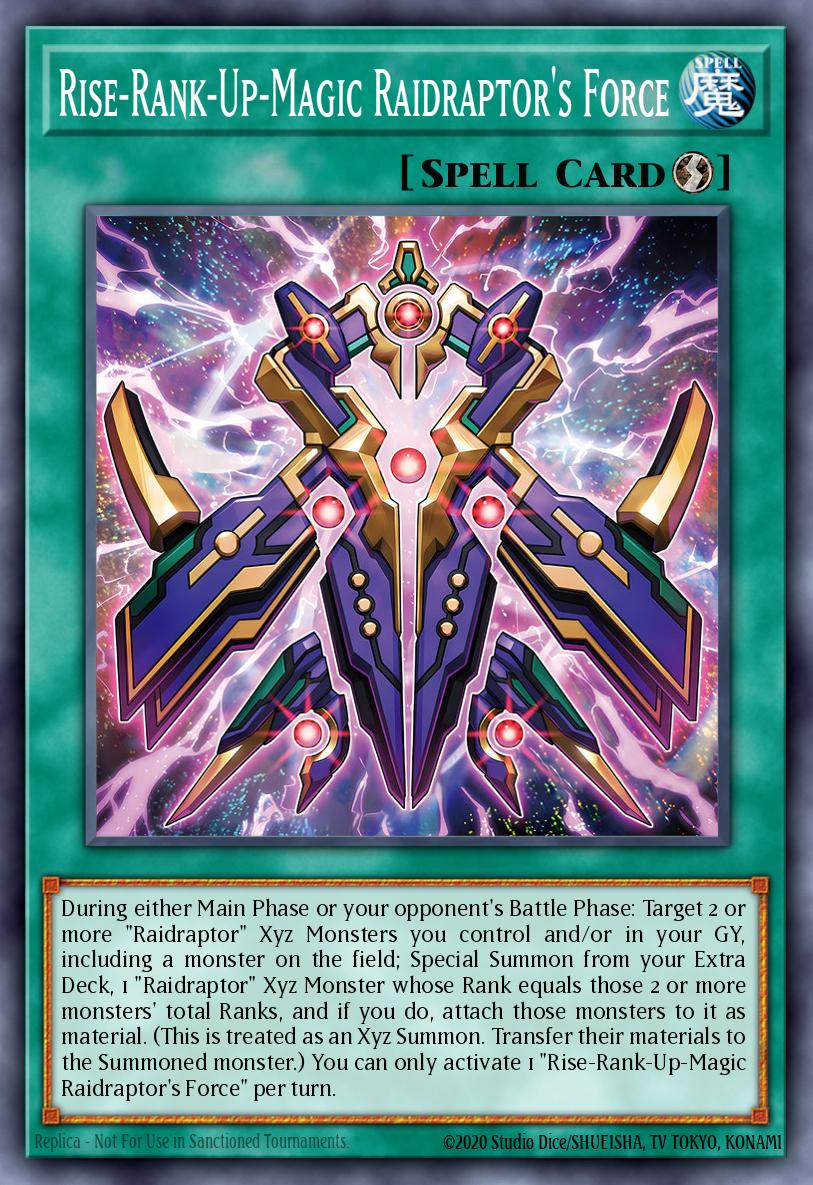 Rise-Rank-Up-Magic Raidraptor's Force
SPELL
魔
[Spell Card]
During either Main Phase or your opponent's Battle Phase: Target 2 or
more "Raidraptor" Xyz Monsters you control and/or in your GY,
including a monster on the field; Special Summon from your Extra
Deck, 1 "Raidraptor" Xyz Monster whose Rank equals those 2 or more
monsters' total Ranks, and if you do, attach those monsters to it as
material. (This is treated as an Xyz Summon. Transfer their materials to
the Summoned monster.) You can only activate 1 "Rise-Rank-Up-Magic
Raidraptor's Force" per turn.
Replica - Not For Use in Sanctioned Tournaments.
©2020 Studio Dice/SHUEISHA, TV TOKYO, KONAMI